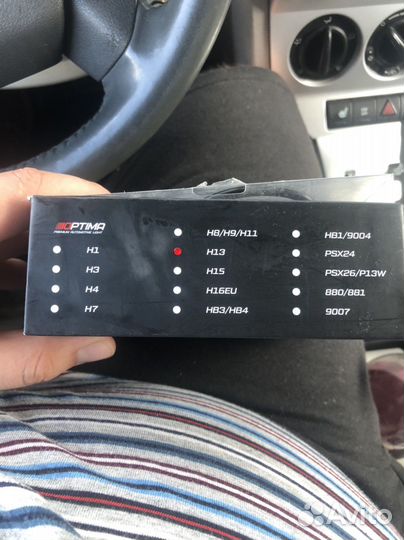 OPTIMA
PREMIUM AUTOMOTIVE LIGHT
H1
H3
H4
H7
H8/H9/H11
H13
H15
H16EU
HB3/HB4
HB1/9004
PSX24
PSX26/P13W
880/881
9007
Avito